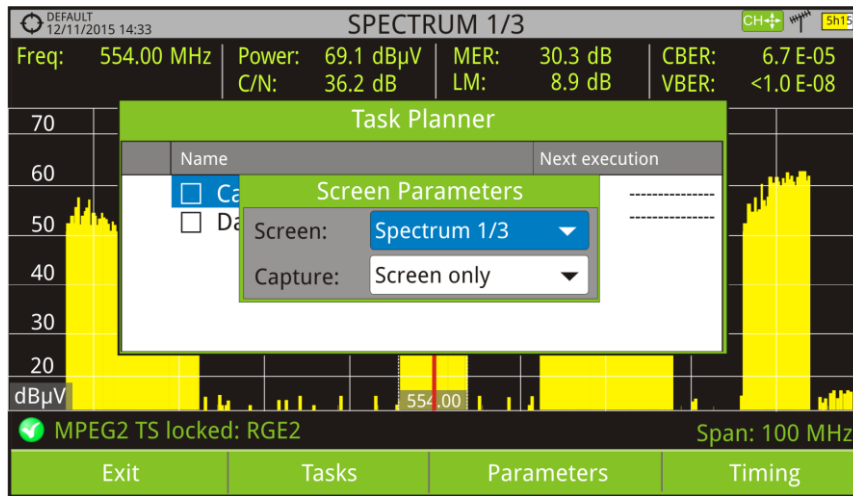 DEFAULT
12/11/2015 14:33
SPECTRUM 1/3
CH
5h15
Freq: 554.00 MHz
Power: 69.1 dBµV
MER: 30.3 dB
CBER: 6.7 E-05
C/N: 36.2 dB
LM: 8.9 dB
VBER: <1.0 E-08
Task Planner
Name Next execution
Ca
---------------
Da
---------------
Screen Parameters
Screen: Spectrum 1/3
Capture: Screen only
70
60
50
40
30
20
dBµV
554.00
MPEG2 TS locked: RGE2
Span: 100 MHz
Exit Tasks Parameters Timing